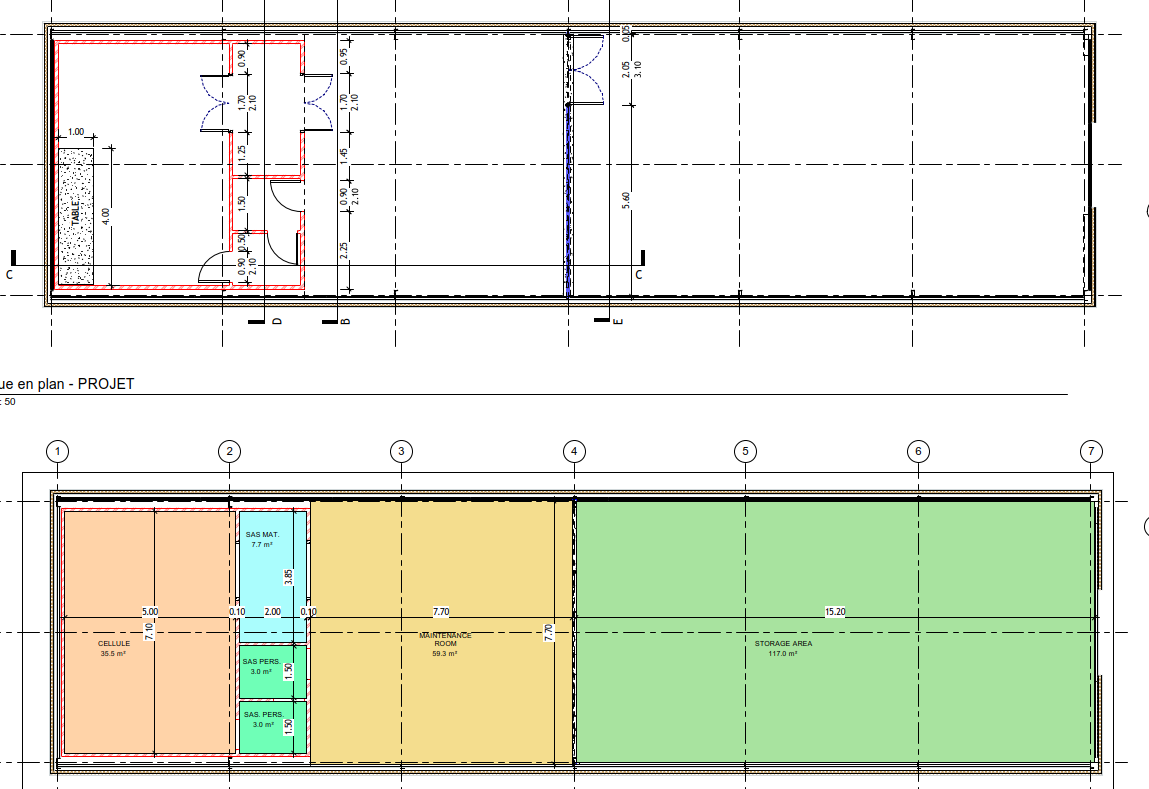 0.05
0.90
0.95
2.05
3.10
1.70
2.10
1.70
2.10
1.00
1.25
1.45
TABLE
4.00
1.50
0.90
2.10
5.60
0.50
0.90
2.10
2.25
C
C
D
B
E
ue en plan - PROJET
: 50
1
2
3
4
5
6
7
SAS MAT.
7.7 m²
3.85
5.00
0.10
2.00
0.10
7.70
15.20
7.10
7.70
CELLULE
35.5 m²
MAINTENANCE
ROOM
59.3 m²
STORAGE AREA
117.0 m²
SAS PERS.
3.0 m²
1.50
SAS. PERS.
3.0 m²
1.50